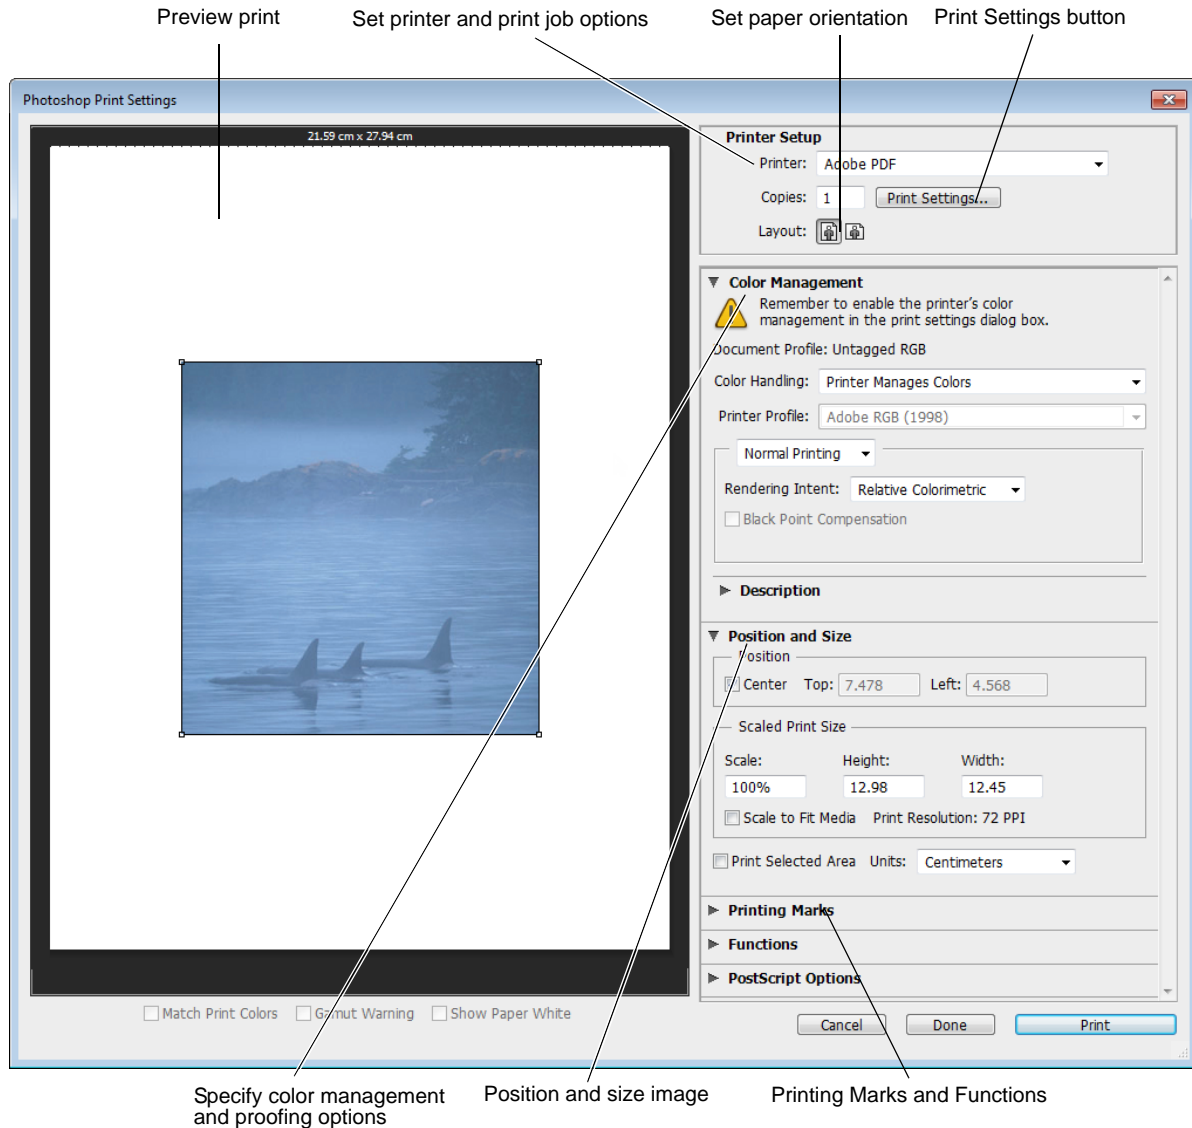 Preview print
Set printer and print job options
Set paper orientation
Print Settings button
Photoshop Print Settings
21.59 cm x 27.94 cm
Printer Setup
Printer: Adobe PDF
Copies: 1 Print Settings...
Layout:
Color Management
Remember to enable the printer's color
management in the print settings dialog box.
Document Profile: Untagged RGB
Color Handling: Printer Manages Colors
Printer Profile: Adobe RGB (1998)
Normal Printing
Rendering Intent: Relative Colorimetric
Black Point Compensation
Description
Position and Size
Position
Center Top: 7.478 Left: 4.568
Scaled Print Size
Scale: Height: Width:
100% 12.98 12.45
Scale to Fit Media Print Resolution: 72 PPI
Print Selected Area Units: Centimeters
Printing Marks
Functions
PostScript Options
Match Print Colors Gamut Warning Show Paper White
Cancel Done Print
Specify color management
and proofing options
Position and size image
Printing Marks and Functions